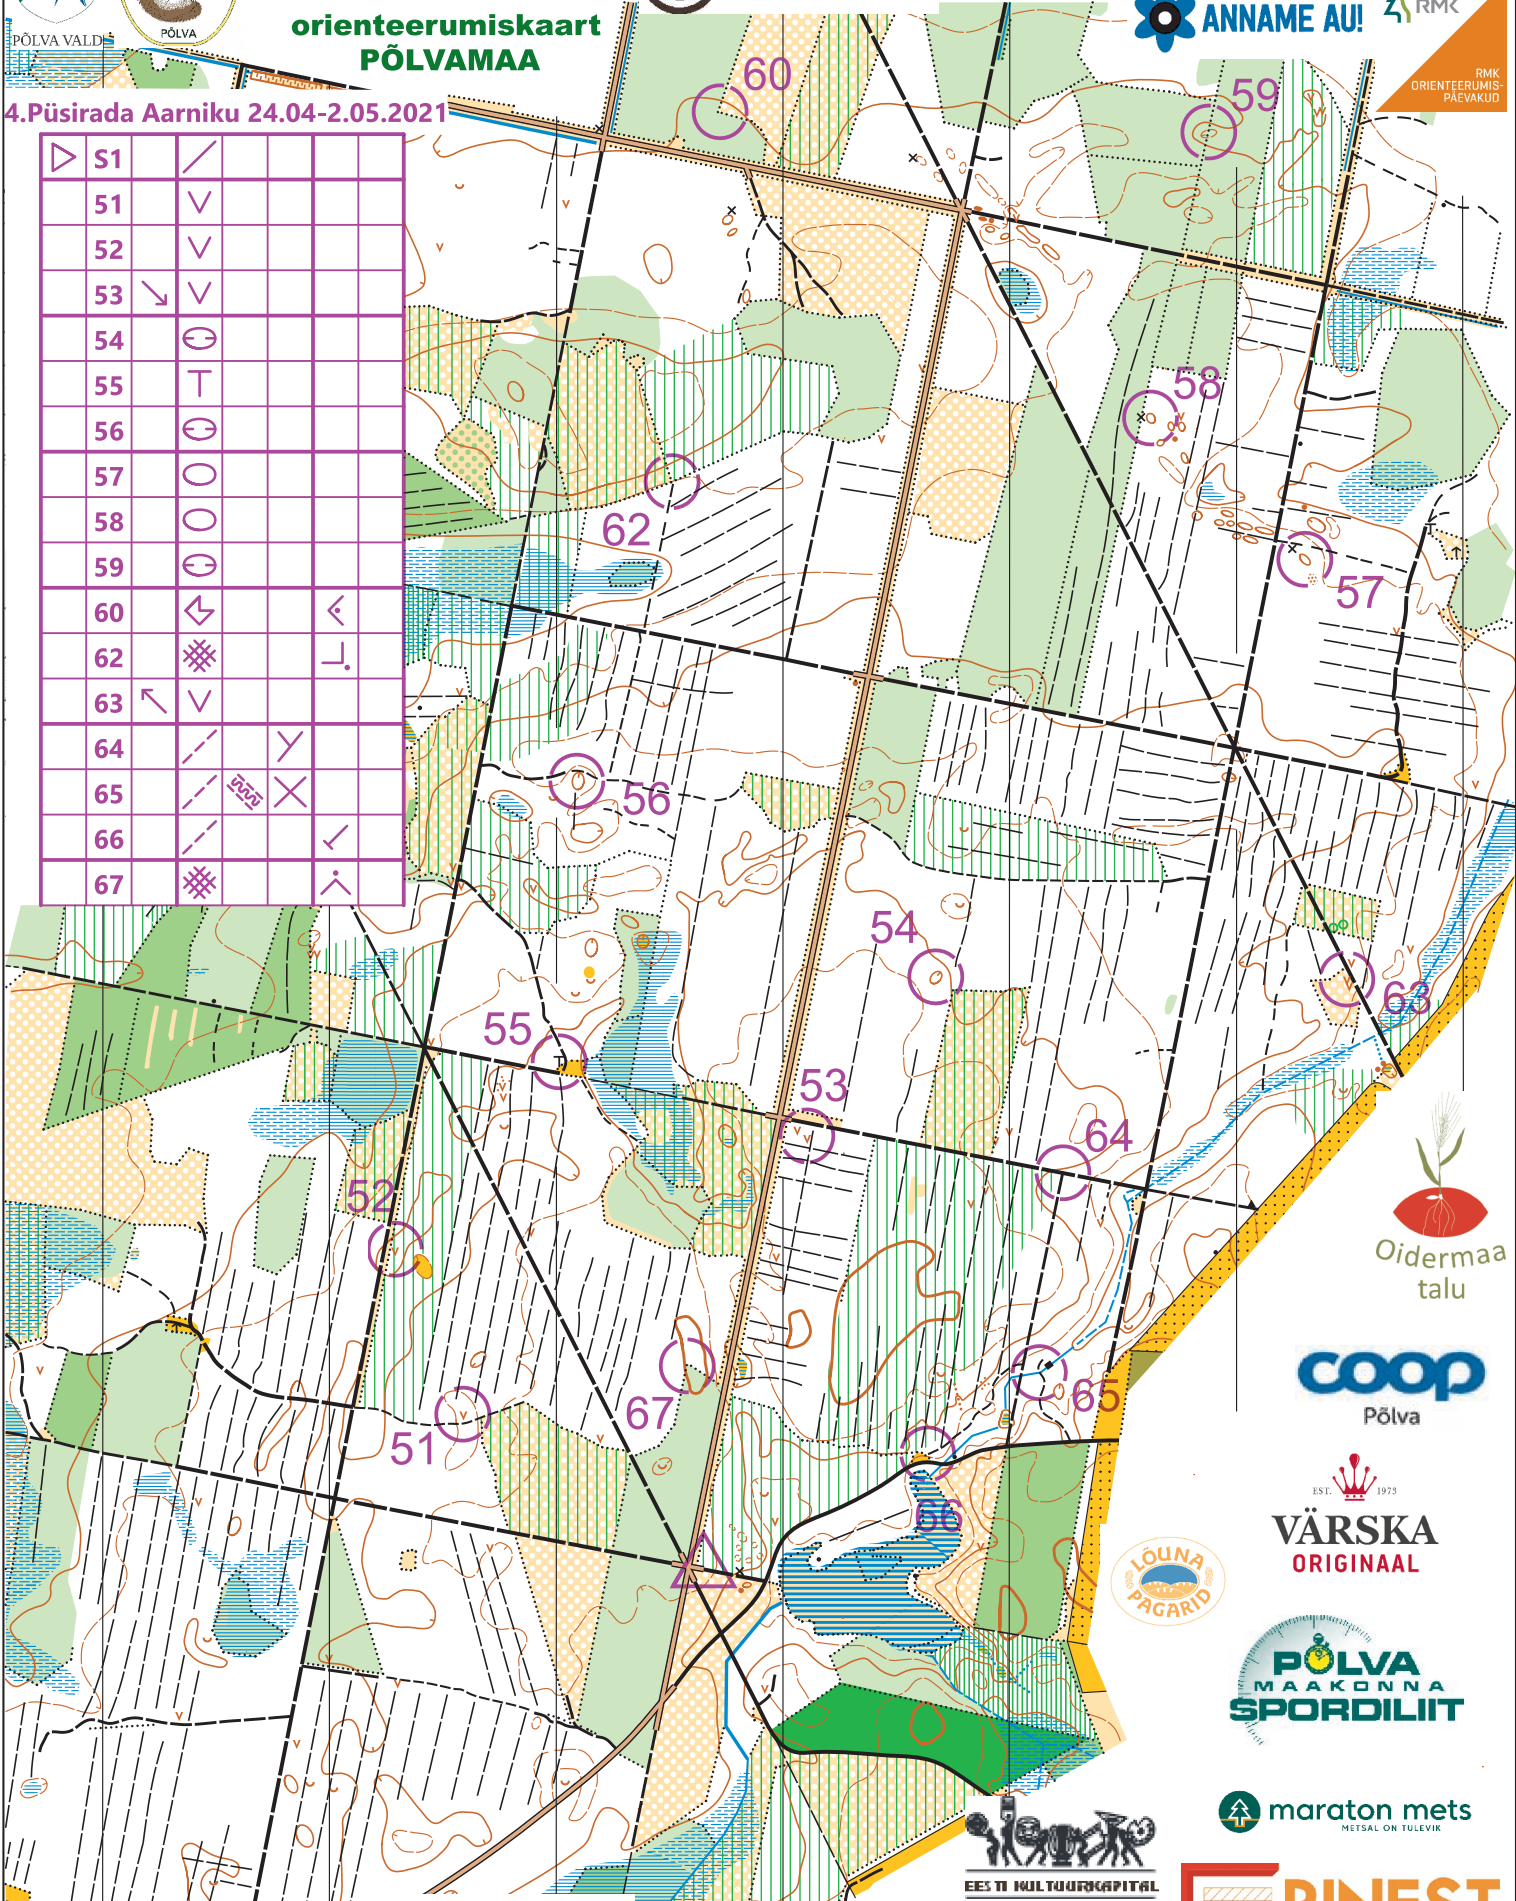 PÕLVA VALD
PÕLVA
orienteerumiskaart
PÕLVAMAA
ANNAME AU!
RMK
RMK
ORIENTEERUMIS-
PÄEVAKUD
4.Püsirada Aarniku 24.04-2.05.2021
S1
51
52
53
54
55
56
57
58
59
60
62
63
64
65
66
67
60
59
58
62
57
56
54
63
55
53
64
52
67
65
51
66
Oidermaa
talu
coop
Põlva
EST. 1973
VÄRSKA
ORIGINAAL
LÕUNA
PAGARID
PÕLVA
MAAKONNA
SPORDILIIT
maraton mets
METSAL ON TULEVIK
EESTI KULTUURKAPITAL
PINEST